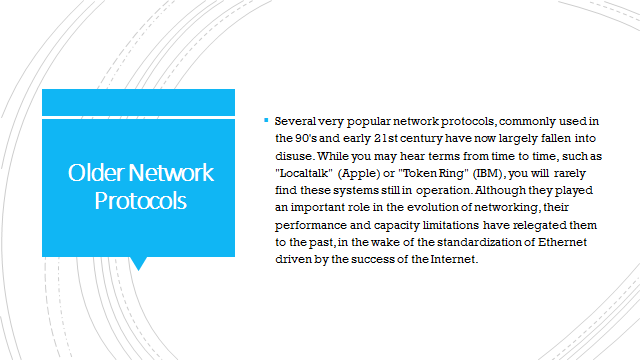 Older Network
Protocols
Several very popular network protocols, commonly used in
the 90's and early 21st century have now largely fallen into
disuse. While you may hear terms from time to time, such as
"Localtalk" (Apple) or "Token Ring" (IBM), you will rarely
find these systems still in operation. Although they played
an important role in the evolution of networking, their
performance and capacity limitations have relegated them
to the past, in the wake of the standardization of Ethernet
driven by the success of the Internet.